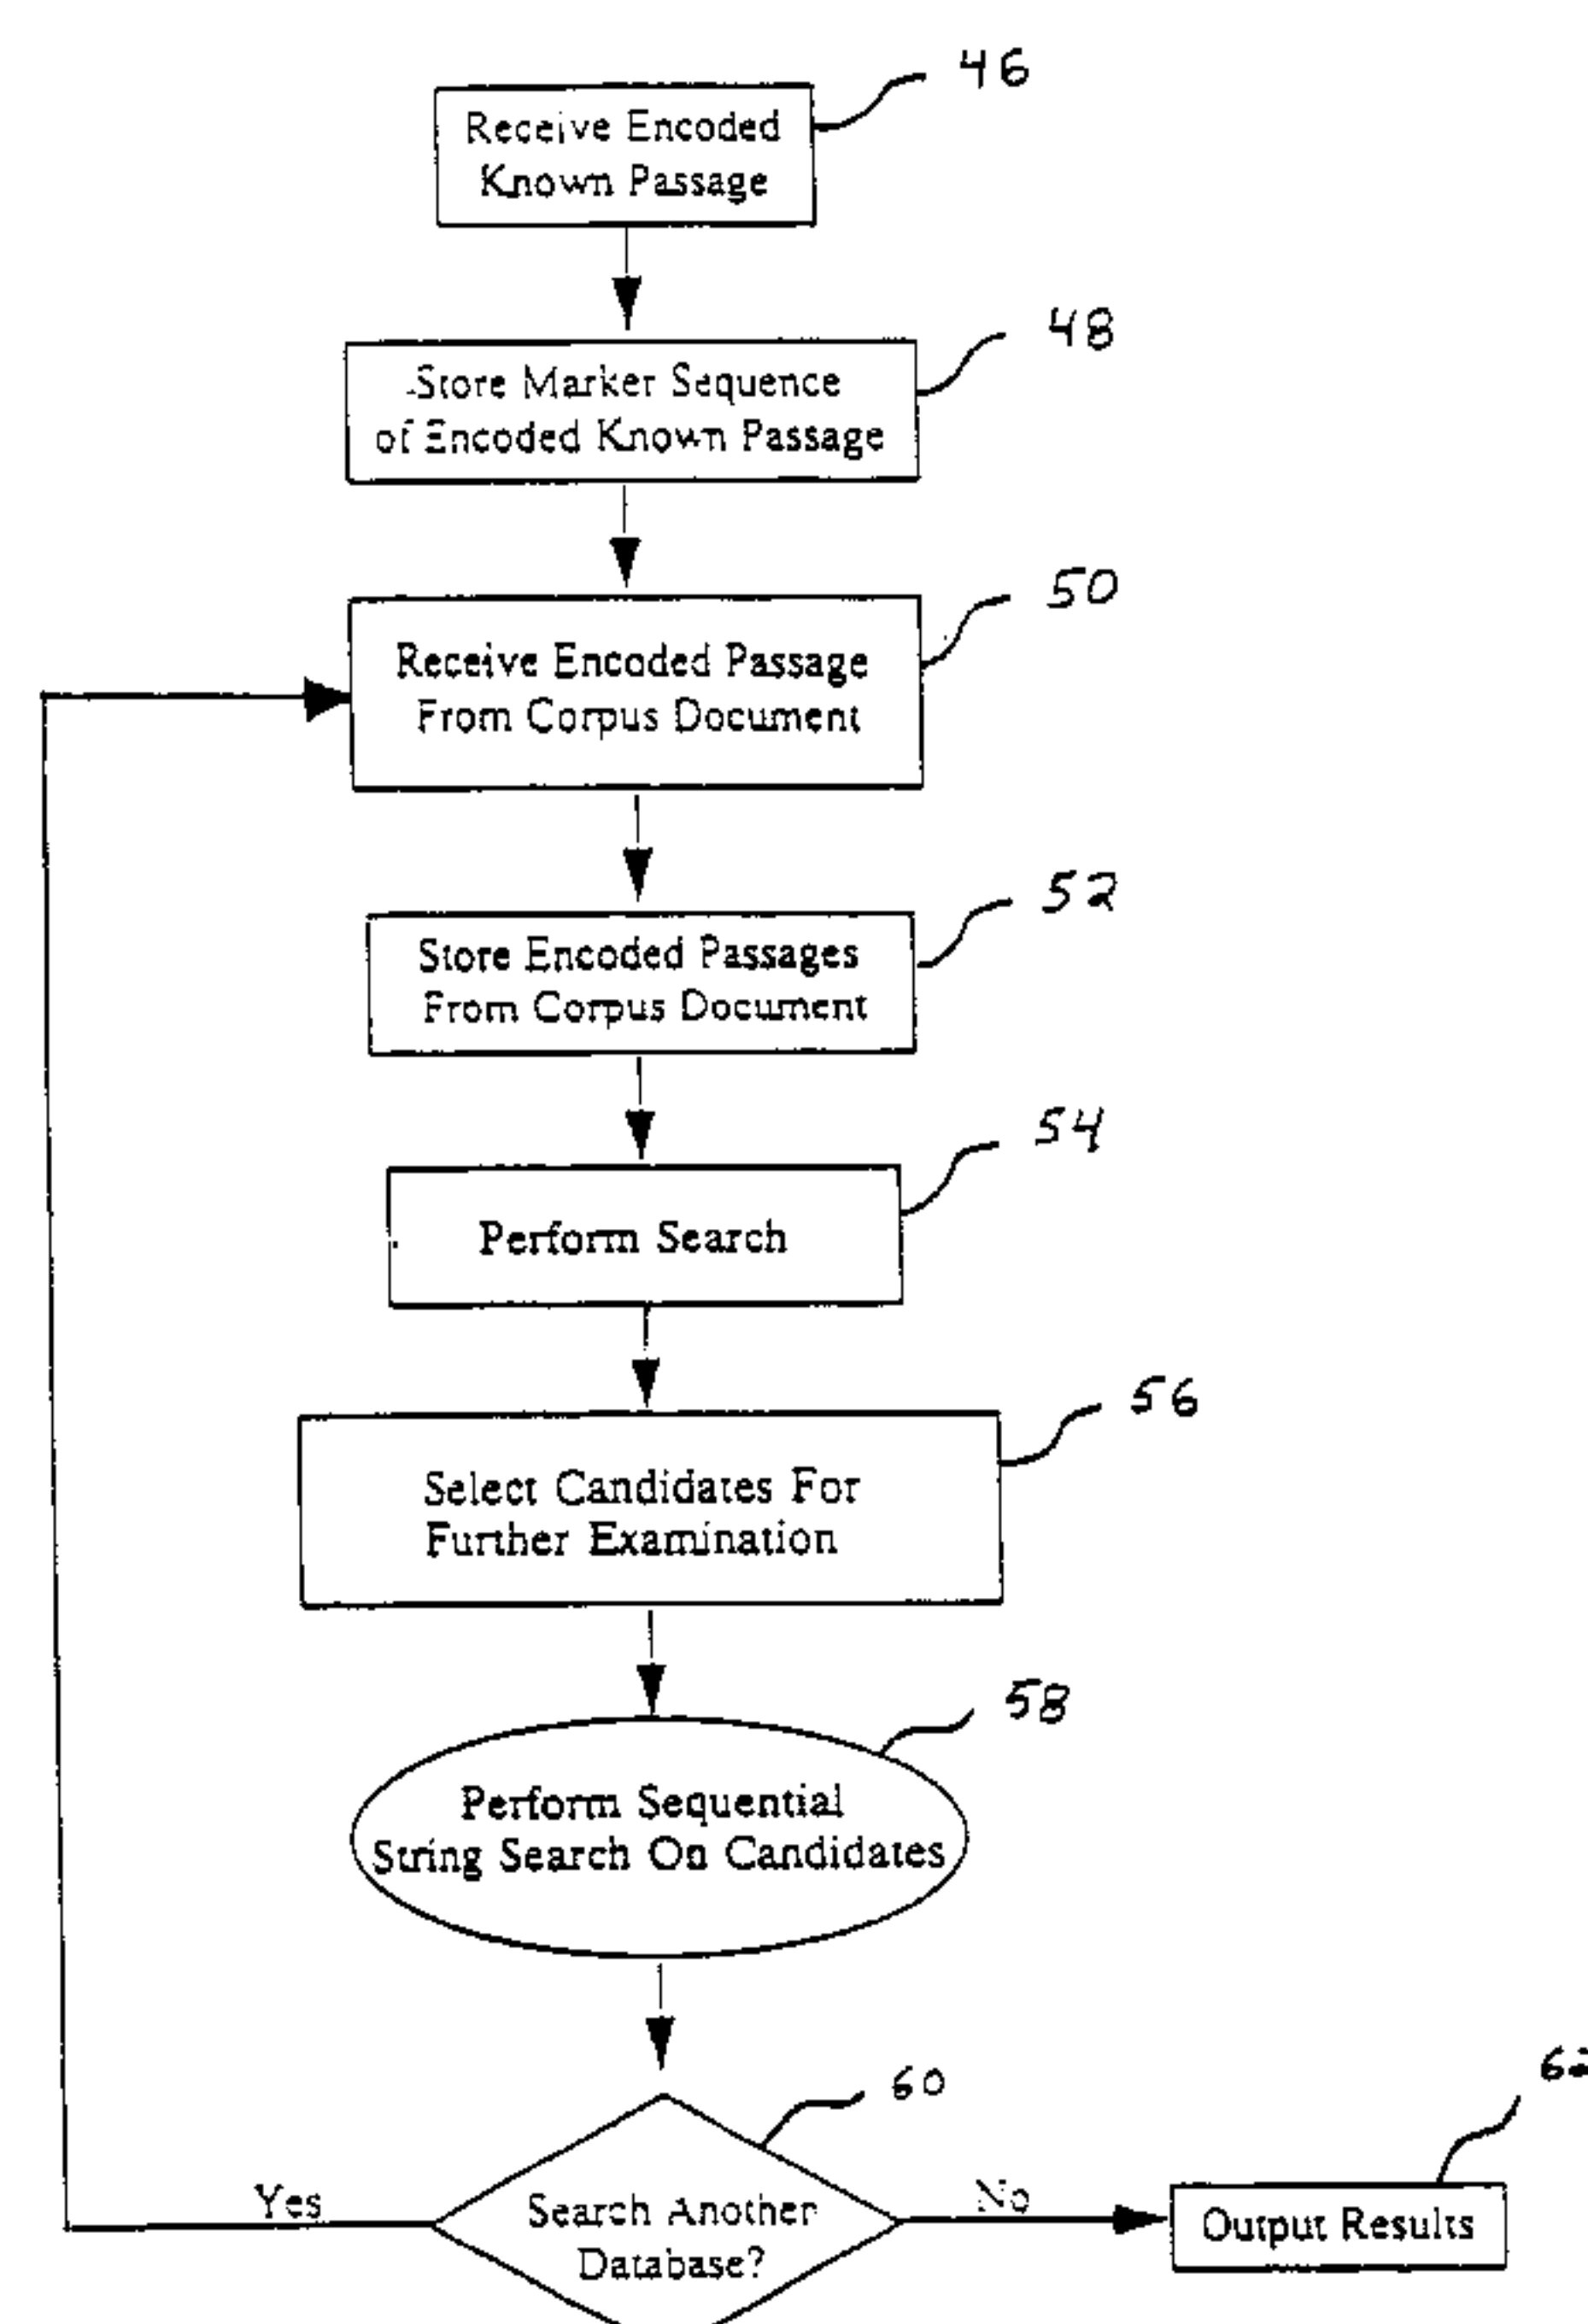 46
Receive Encoded
Known Passage
48
Store Marker Sequence
of Encoded Known Passage
50
Receive Encoded Passage
From Corpus Document
52
Store Encoded Passages
From Corpus Document
54
Perform Search
56
Select Candidates For
Further Examination
58
Perform Sequential
String Search On Candidates
60
62
Yes
Search Another
Database?
No
Output Results